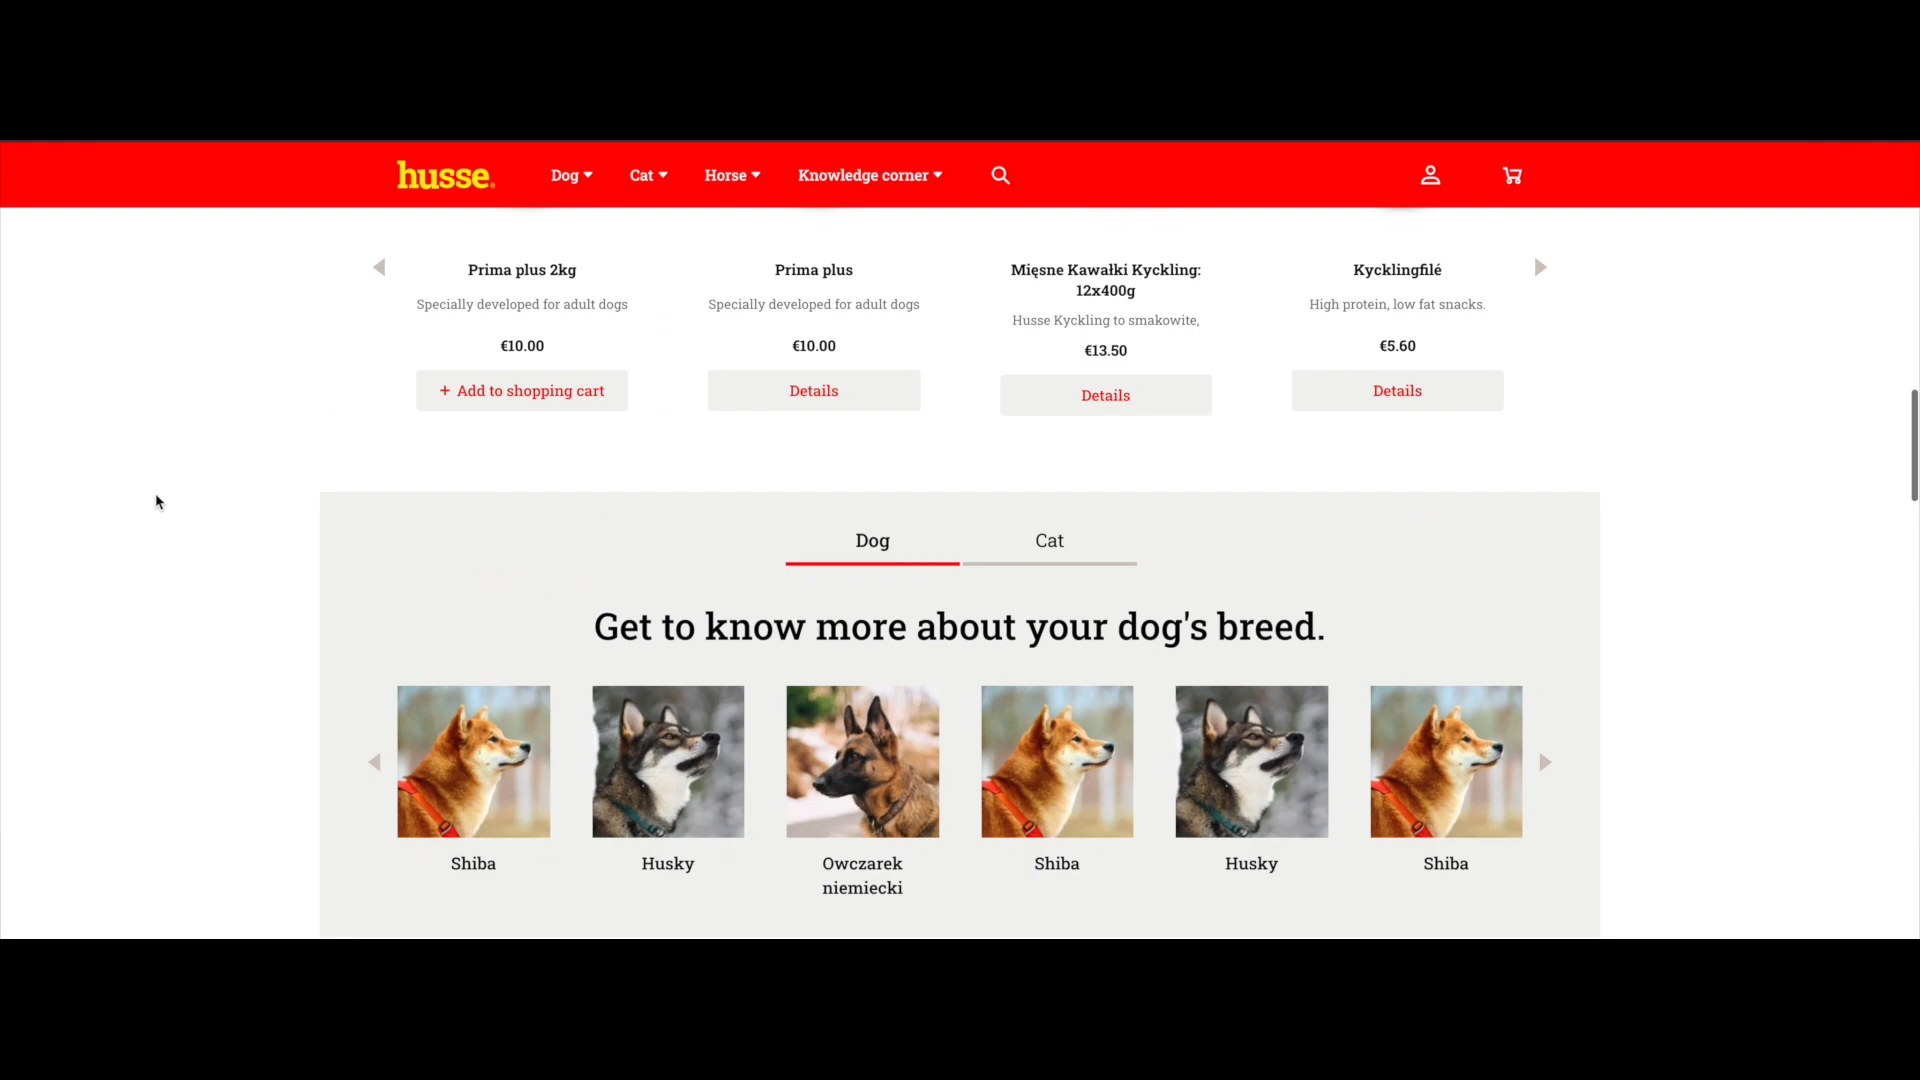 husse
Dog Cat Horse Knowledge corner
Prima plus 2kg
Specially developed for adult dogs
€10.00
+ Add to shopping cart
Prima plus
Specially developed for adult dogs
€10.00
Details
Mięsne Kawałki Kyckling:
12x400g
Husse Kyckling to smakowite,
€13.50
Details
Kycklingfilé
High protein, low fat snacks.
€5.60
Details
Dog Cat
Get to know more about your dog's breed.
Shiba
Husky
Owczarek
niemiecki
Shiba
Husky
Shiba